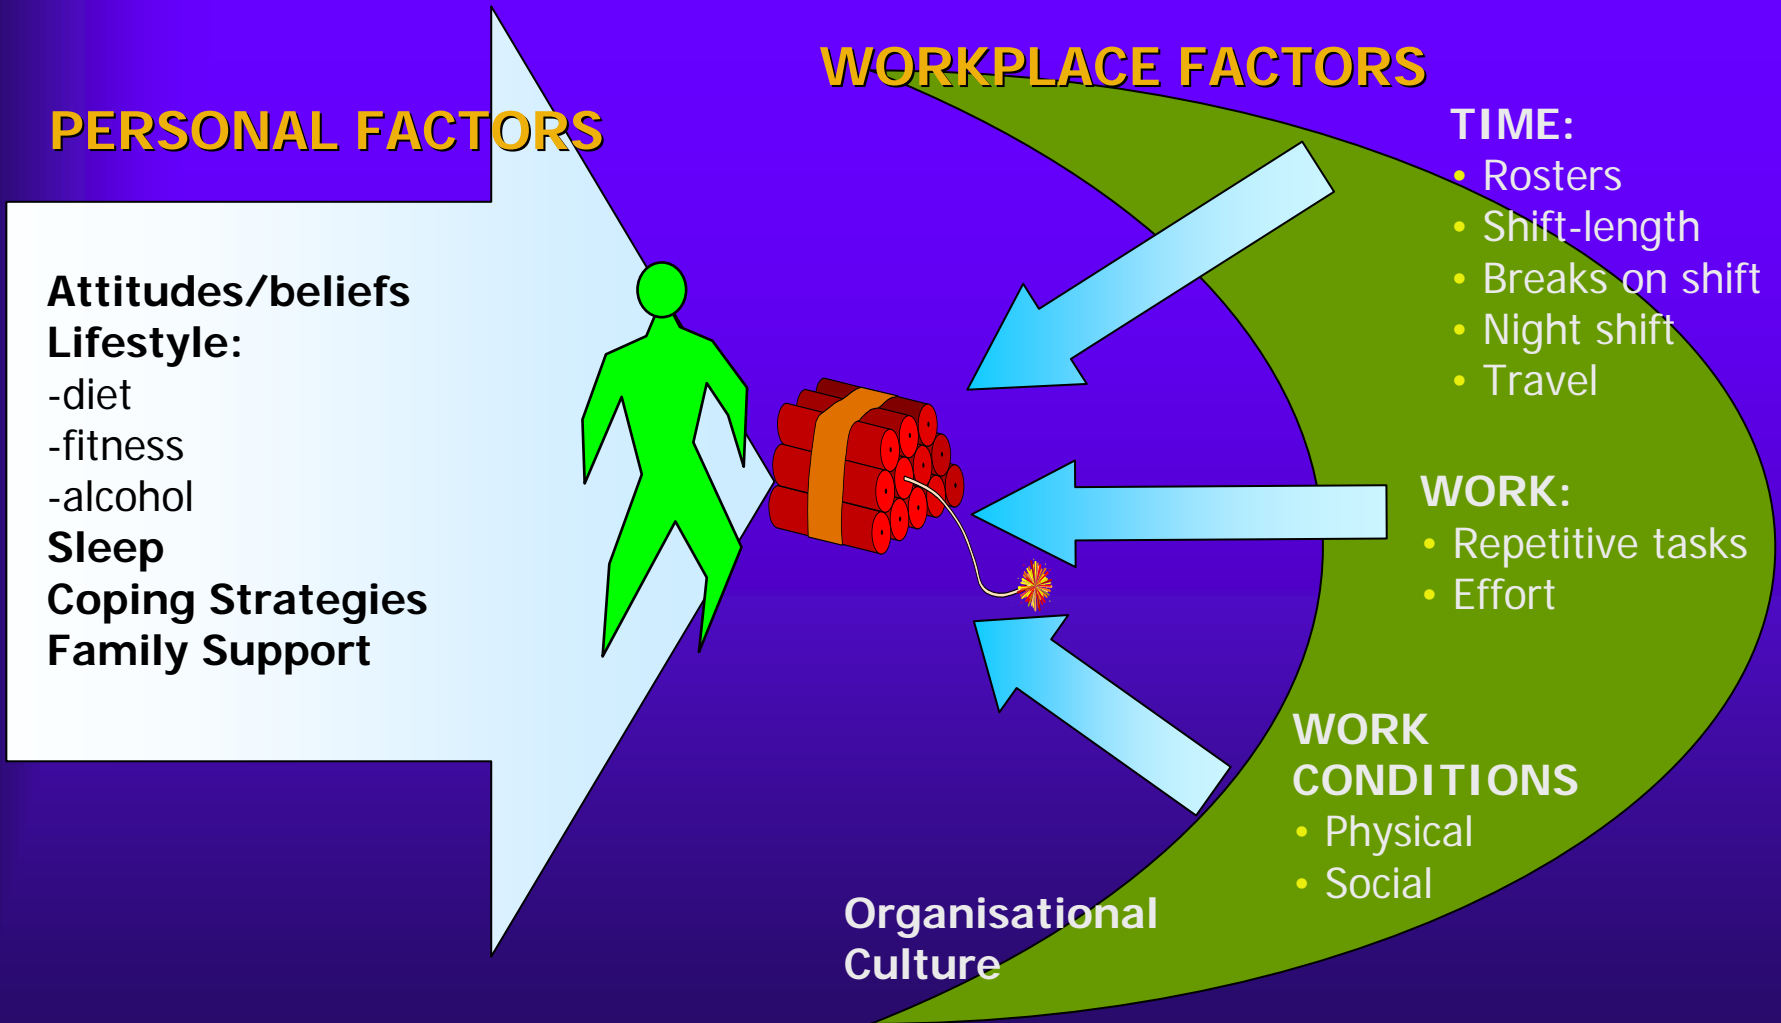 PERSONAL FACTORS
Attitudes/beliefs
Lifestyle:
-diet
-fitness
-alcohol
Sleep
Coping Strategies
Family Support
WORKPLACE FACTORS
TIME:
• Rosters
• Shift-length
• Breaks on shift
• Night shift
• Travel
WORK:
• Repetitive tasks
• Effort
WORK
CONDITIONS
• Physical
• Social
Organisational
Culture